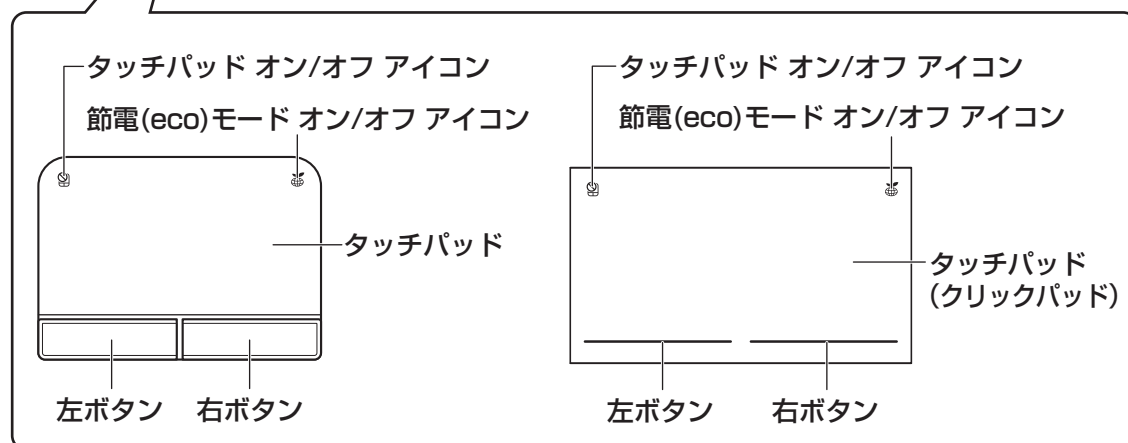 タッチパッド オン/オフ アイコン
節電(eco)モード オン/オフ アイコン
タッチパッド
左ボタン 右ボタン
タッチパッド オン/オフ アイコン
節電(eco)モード オン/オフ アイコン
タッチパッド
(クリックパッド)
左ボタン 右ボタン